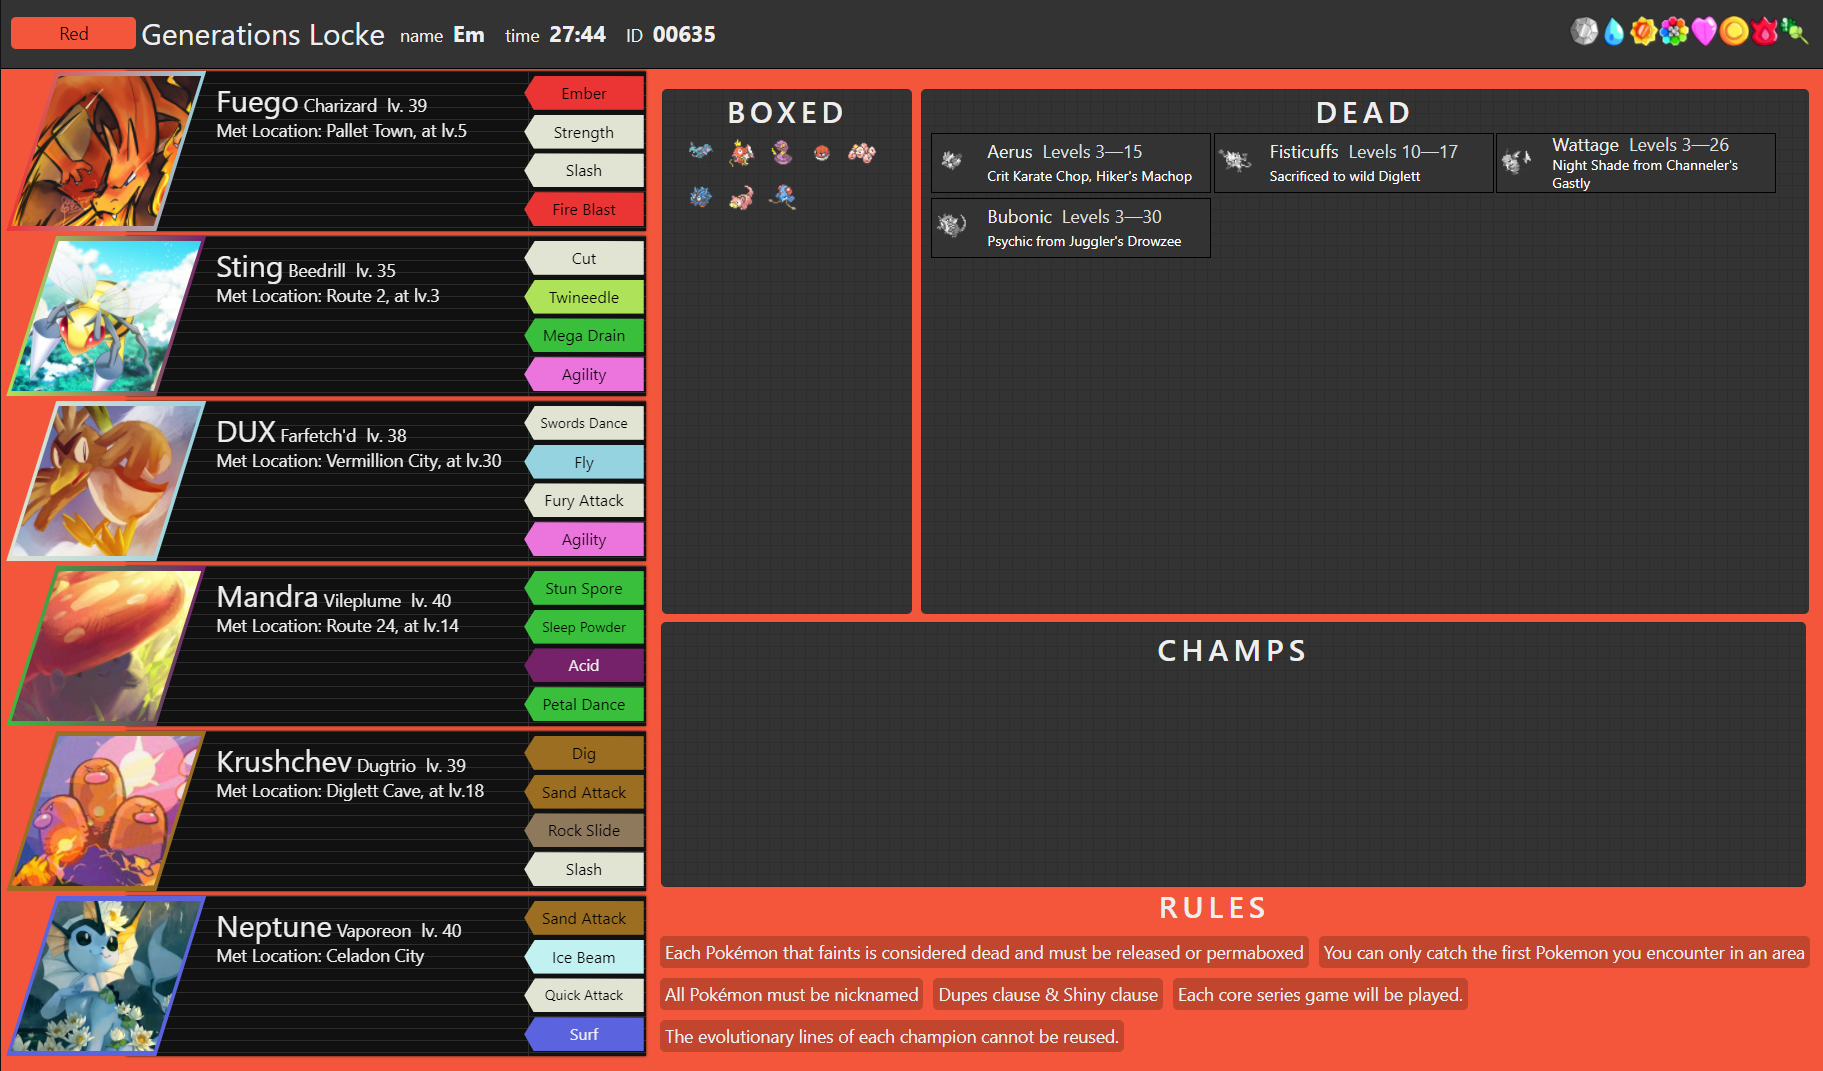 Red Generations Locke name Em time 27:44 ID 00635
Fuego Charizard lv. 39
Met Location: Pallet Town, at lv.5
Ember
Strength
Slash
Fire Blast
Sting Beedrill lv. 35
Met Location: Route 2, at lv.3
Cut
Twineedle
Mega Drain
Agility
DUX Farfetch'd lv. 38
Met Location: Vermillion City, at lv.30
Swords Dance
Fly
Fury Attack
Agility
Mandra Vileplume lv. 40
Met Location: Route 24, at lv.14
Stun Spore
Sleep Powder
Acid
Petal Dance
Krushchev Dugtrio lv. 39
Met Location: Diglett Cave, at lv.18
Dig
Sand Attack
Rock Slide
Slash
Neptune Vaporeon lv. 40
Met Location: Celadon City
Sand Attack
Ice Beam
Quick Attack
Surf
BOXED
DEAD
Aerus Levels 3—15
Crit Karate Chop, Hiker's Machop
Fisticuffs Levels 10—17
Sacrificed to wild Diglett
Wattage Levels 3—26
Night Shade from Channeler's
Gastly
Bubonic Levels 3—30
Psychic from Juggler's Drowzee
CHAMPS
RULES
Each Pokémon that faints is considered dead and must be released or permaboxed
You can only catch the first Pokemon you encounter in an area
All Pokémon must be nicknamed
Dupes clause & Shiny clause
Each core series game will be played.
The evolutionary lines of each champion cannot be reused.